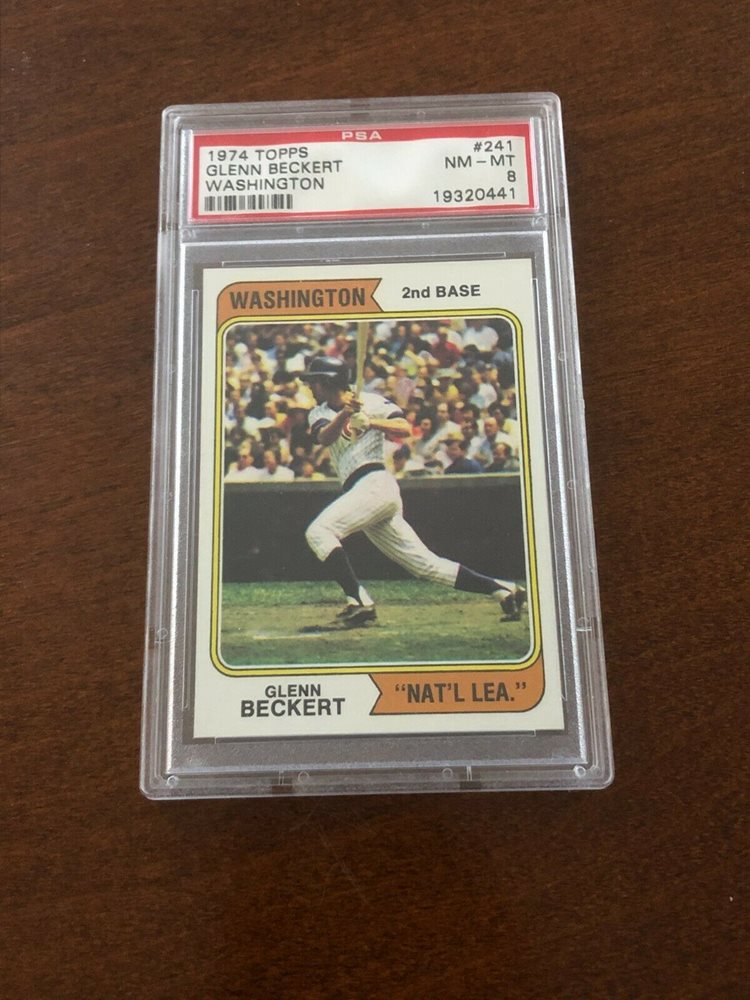 PSA
1974 TOPPS #241
GLENN BECKERT NM-MT
WASHINGTON 8
19320441
WASHINGTON 2nd BASE
GLENN
BECKERT
"NAT'L LEA."